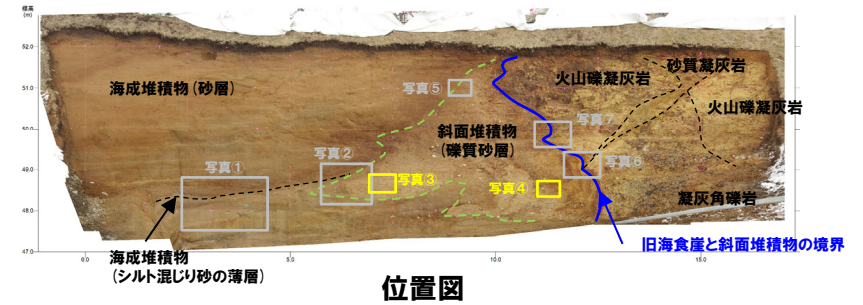 標高
(m)
52.0
51.0
50.0
49.0
48.0
47.0
0.0
5.0
10.0
15.0
海成堆積物(砂層)
写真①
写真②
写真③
写真④
写真⑤
写真⑥
写真⑦
斜面堆積物
(礫質砂層)
火山礫凝灰岩
砂質凝灰岩
火山礫凝灰岩
凝灰角礫岩
海成堆積物
(シルト混じり砂の薄層)
旧海食崖と斜面堆積物の境界
位置図